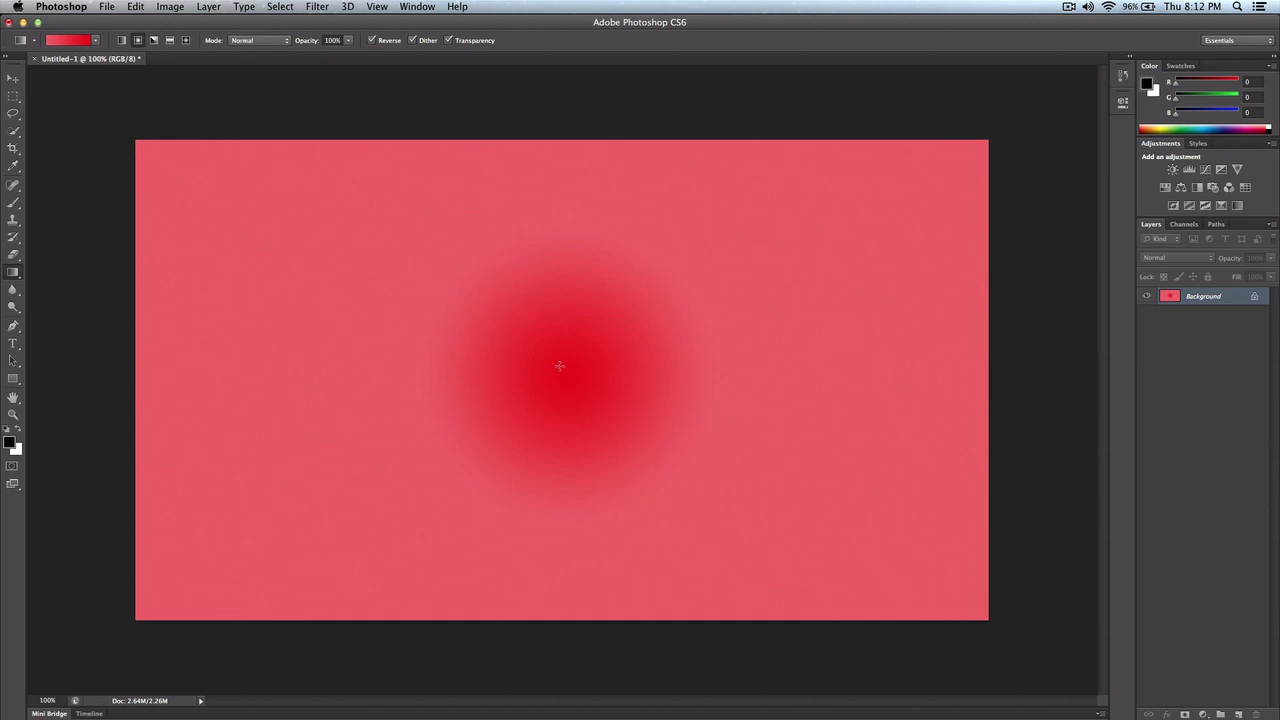 Photoshop File Edit Image Layer Type Select Filter 3D View Window Help 96% Thu 8:12 PM
Adobe Photoshop CS6
Mode: Normal Opacity: 100% Reverse Dither Transparency Essentials
× Untitled-1 @ 100% (RGB/8) *
Color Swatches
R 0
G 0
B 0
Adjustments Styles
Add an adjustment
Layers Channels Paths
Kind
Normal Opacity: 100%
Lock: Fill: 100%
Background
100% Doc: 2.64M/2.26M
Mini Bridge Timeline